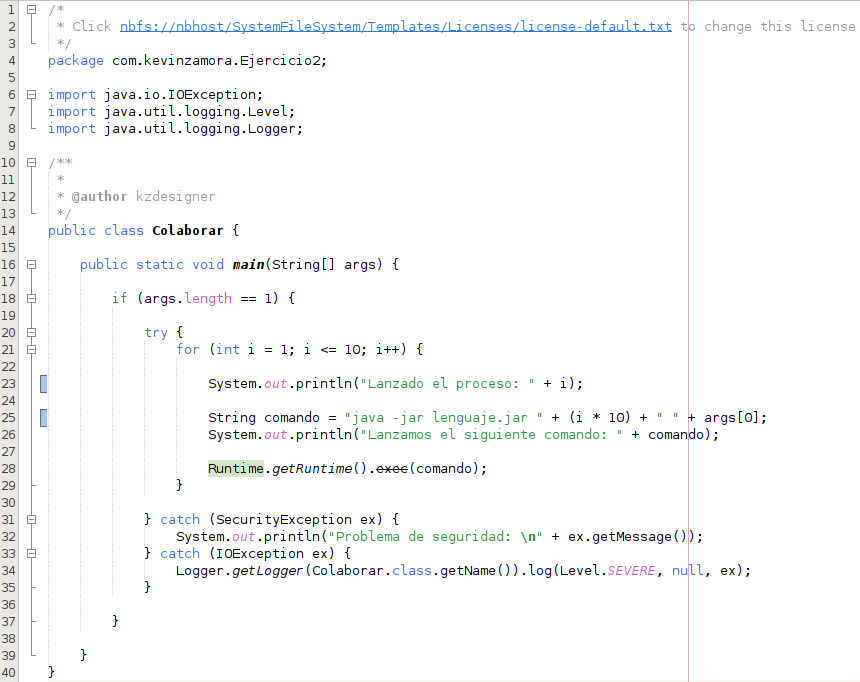 1 /*
2 * Click nbfs://nbhost/SystemFileSystem/Templates/Licenses/license-default.txt to change this license
3 */
4 package com.kevinzamora.Ejercicio2;
5
6 import java.io.IOException;
7 import java.util.logging.Level;
8 import java.util.logging.Logger;
9
10 /**
11 *
12 * @author kzdesigner
13 */
14 public class Colaborar {
15
16 public static void main(String[] args) {
17
18 if (args.length == 1) {
19
20 try {
21 for (int i = 1; i <= 10; i++) {
22
23 System.out.println("Lanzado el proceso: " + i);
24
25 String comando = "java -jar lenguaje.jar " + (i * 10) + " " + args[0];
26 System.out.println("Lanzamos el siguiente comando: " + comando);
27
28 Runtime.getRuntime().exec(comando);
29 }
30
31 } catch (SecurityException ex) {
32 System.out.println("Problema de seguridad: \n" + ex.getMessage());
33 } catch (IOException ex) {
34 Logger.getLogger(Colaborar.class.getName()).log(Level.SEVERE, null, ex);
35 }
36
37 }
38
39 }
40 }